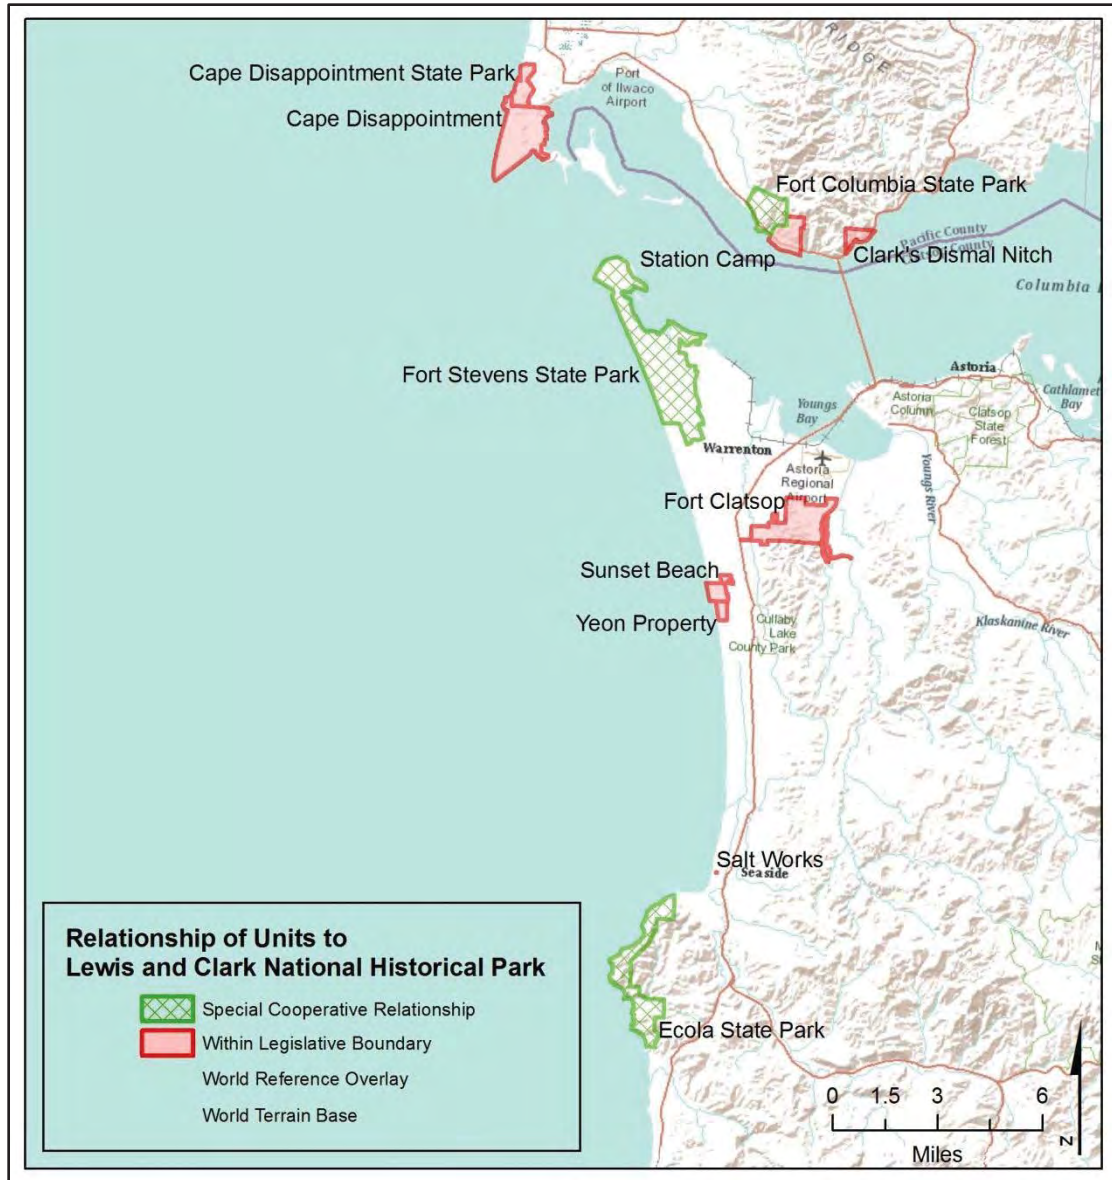 RIDGE
Cape Disappointment State Park
Port
of Ilwaco
Airport
Cape Disappointment
Fort Columbia State Park
Pacific County
Clatsop County
Station Camp
Clark's Dismal Nitch
Columbia
Fort Stevens State Park
Astoria
Cathlamet
Bay
Astoria
Column
Clatsop
State
Forest
Youngs
Bay
Warrenton
Astoria
Regional
Airport
Youngs River
Fort Clatsop
Sunset Beach
Yeon Property
Cullaby
Lake
County Park
Klaskanine River
Salt Works
Seaside
Ecola State Park
Relationship of Units to
Lewis and Clark National Historical Park
Special Cooperative Relationship
Within Legislative Boundary
World Reference Overlay
World Terrain Base
0 1.5 3 6
Miles
N